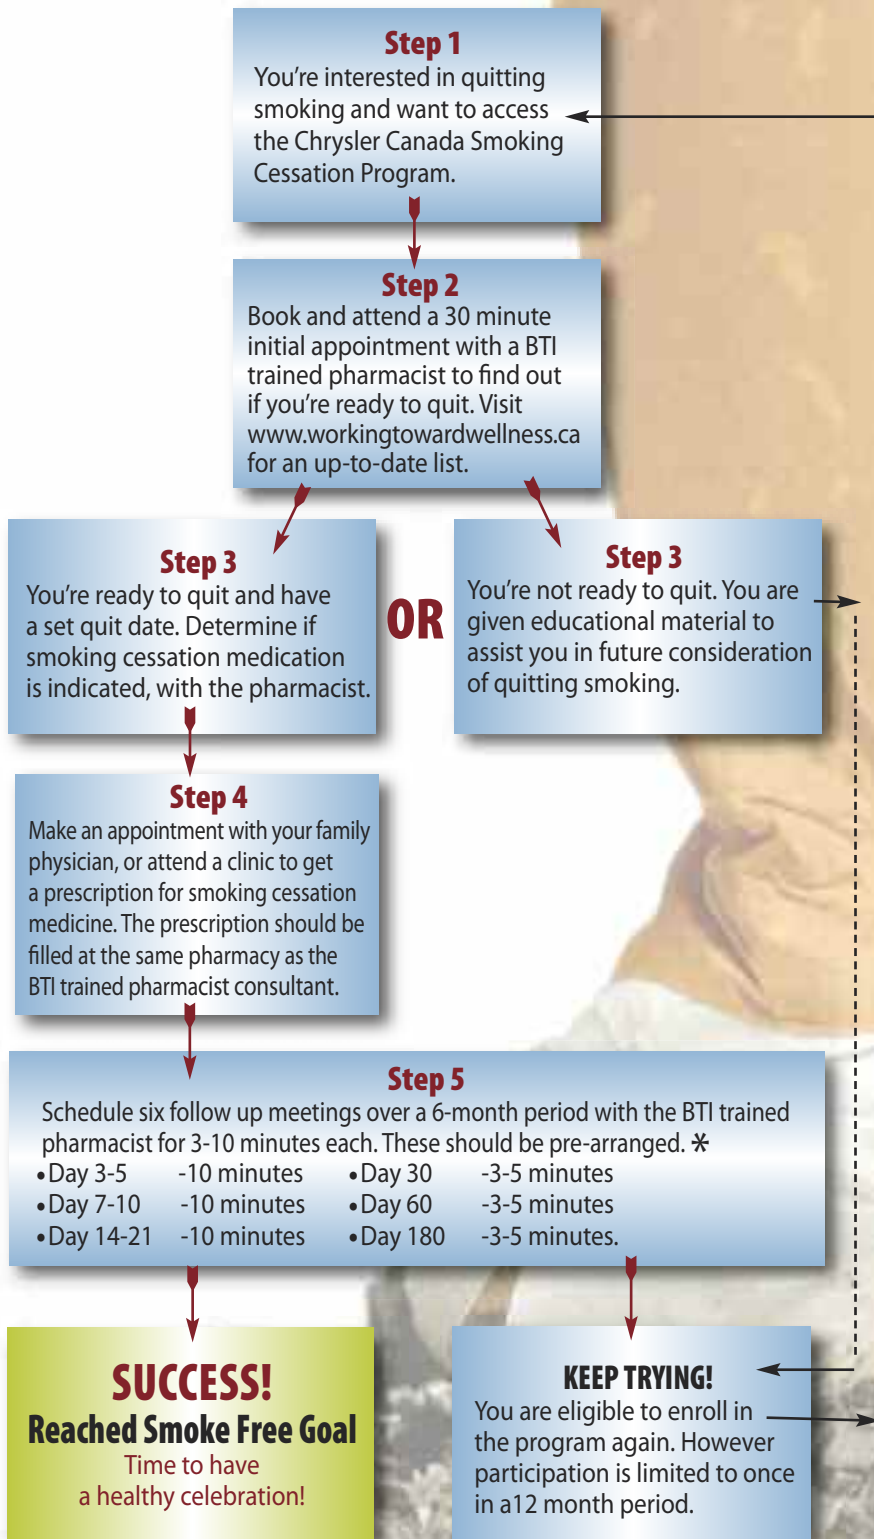 Step 1
You're interested in quitting
smoking and want to access
the Chrysler Canada Smoking
Cessation Program.
Step 2
Book and attend a 30 minute
initial appointment with a BTI
trained pharmacist to find out
if you're ready to quit. Visit
www.workingtowardwellness.ca
for an up-to-date list.
Step 3
You're ready to quit and have
a set quit date. Determine if
smoking cessation medication
is indicated, with the pharmacist.
OR
Step 3
You're not ready to quit. You are
given educational material to
assist you in future consideration
of quitting smoking.
Step 4
Make an appointment with your family
physician, or attend a clinic to get
a prescription for smoking cessation
medicine. The prescription should be
filled at the same pharmacy as the
BTI trained pharmacist consultant.
Step 5
Schedule six follow up meetings over a 6-month period with the BTI trained
pharmacist for 3-10 minutes each. These should be pre-arranged. *
• Day 3-5 -10 minutes • Day 30 -3-5 minutes
• Day 7-10 -10 minutes • Day 60 -3-5 minutes
• Day 14-21 -10 minutes • Day 180 -3-5 minutes.
SUCCESS!
Reached Smoke Free Goal
Time to have
a healthy celebration!
KEEP TRYING!
You are eligible to enroll in
the program again. However
participation is limited to once
in a12 month period.